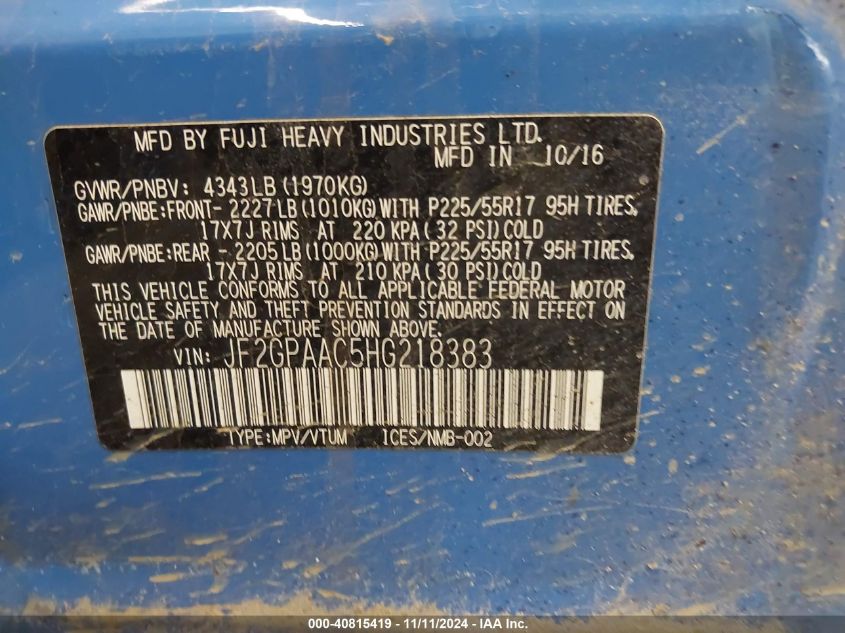 MFD BY FUJI HEAVY INDUSTRIES LTD.
MFD IN 10/16
GVWR/PNBV: 4343LB (1970KG)
GAWR/PNBE:FRONT- 2227LB(1010KG)WITH P225/55R17 95H TIRES,
17X7J RIMS AT 220 KPA(32 PSI)COLD
GAWR/PNBE:REAR - 2205LB(1000KG)WITH P225/55R17 95H TIRES,
17X7J RIMS AT 210 KPA(30 PSI)COLD
THIS VEHICLE CONFORMS TO ALL APPLICABLE FEDERAL MOTOR
VEHICLE SAFETY AND THEFT PREVENTION STANDARDS IN EFFECT ON
THE DATE OF MANUFACTURE SHOWN ABOVE.
VIN: JF2GPAAC5HG218383
TYPE:MPV/VTUM ICES/NMB-002
000-40815419 - 11/11/2024 - IAA Inc.